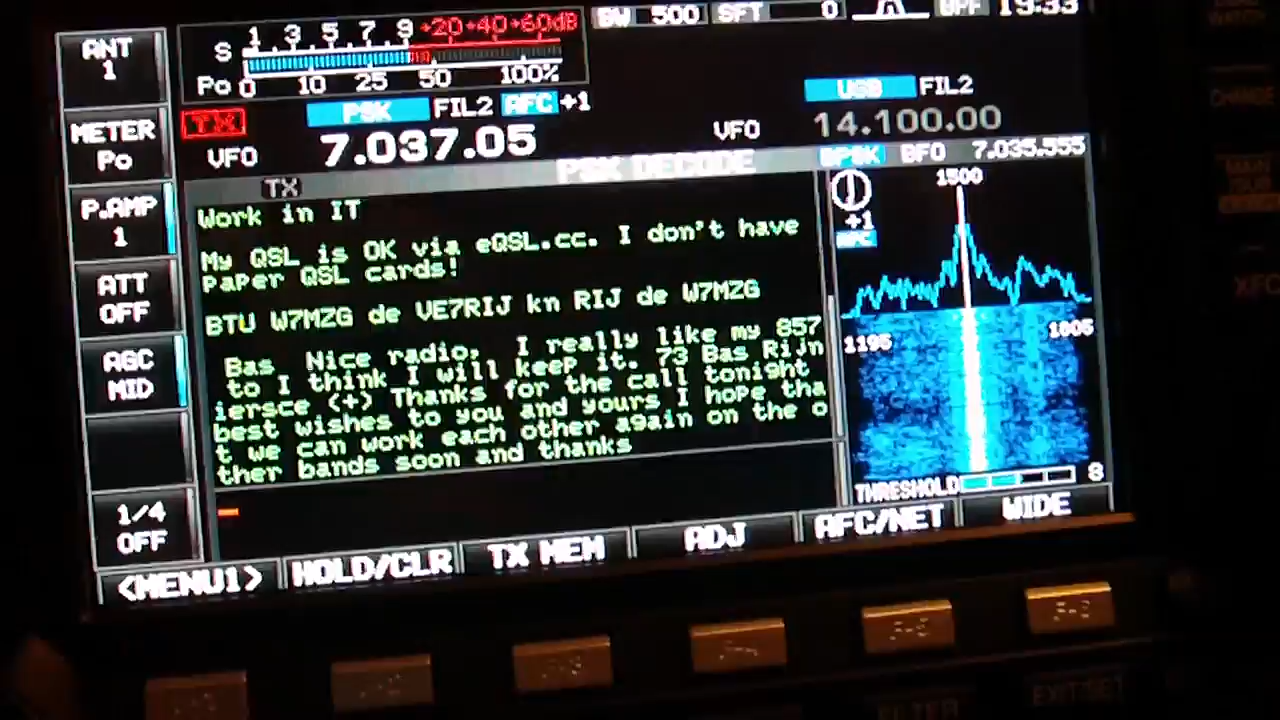 ANT
1
1 3 5 7 9 +20 +40 +60dB
S
Po 0 10 25 50 100%
BW 500 SFT 0 BPF 19:33
METER
Po
TX
PSK FIL2 AFC +1
VFO 7.037.05
USB FIL2
VFO 14.100.00
P.AMP
1
TX PSK DECODE
BPSK BFO 7.035.555
Work in IT
My QSL is OK via eQSL.cc. I don't have
Paper QSL cards!
BTU W7MZG de VE7RIJ kn RIJ de W7MZG
Bas Nice radio, I really like my 857
to I think I will keep it. 73 Bas Rijn
iersce (+) Thanks for the call tonight
best wishes to you and yours I hope tha
t we can work each other again on the o
ther bands soon and thanks
1500
+1
AFC
1195 1805
THRESHOLD 8
ATT
OFF
AGC
MID
1/4
OFF
<MENU1> HOLD/CLR TX MEM ADJ AFC/NET WIDE
FILTER EXIT/SET
XFC